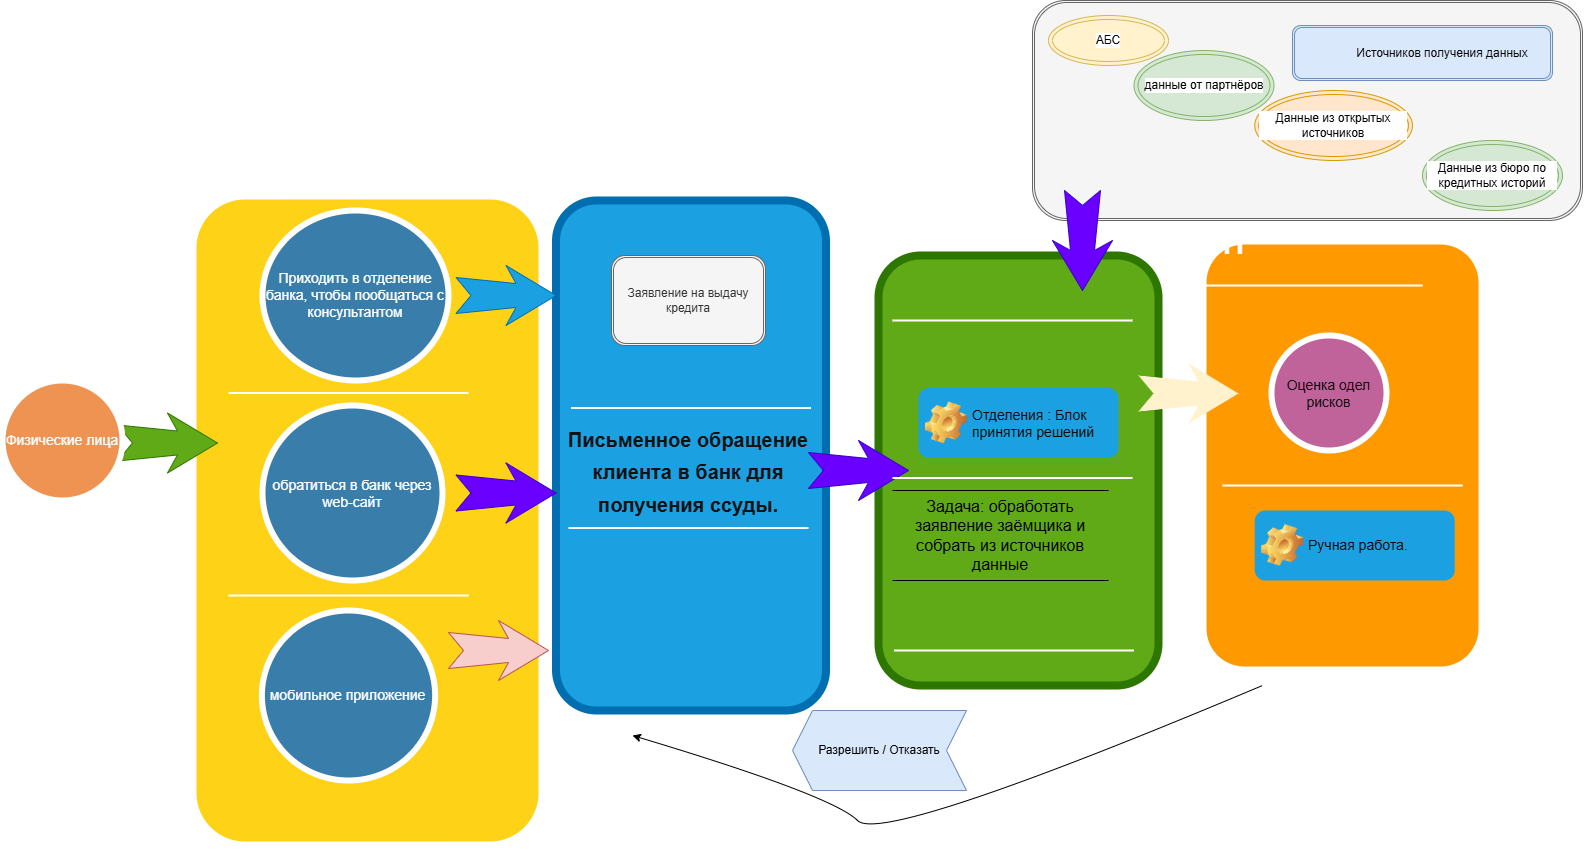 АБС
Источников получения данных
данные от партнёров
Данные из открытых
источников
Данные из бюро по
кредитных историй
Физические лица
Приходить в отделение
банка, чтобы пообщаться с
консультантом
обратиться в банк через
web-сайт
мобильное приложение
Заявление на выдачу
кредита
Письменное обращение
клиента в банк для
получения ссуды.
Отделения : Блок
принятия решений
Задача: обработать
заявление заёмщика и
собрать из источников
данные
Оценка одел
рисков
Ручная работа.
Разрешить / Отказать